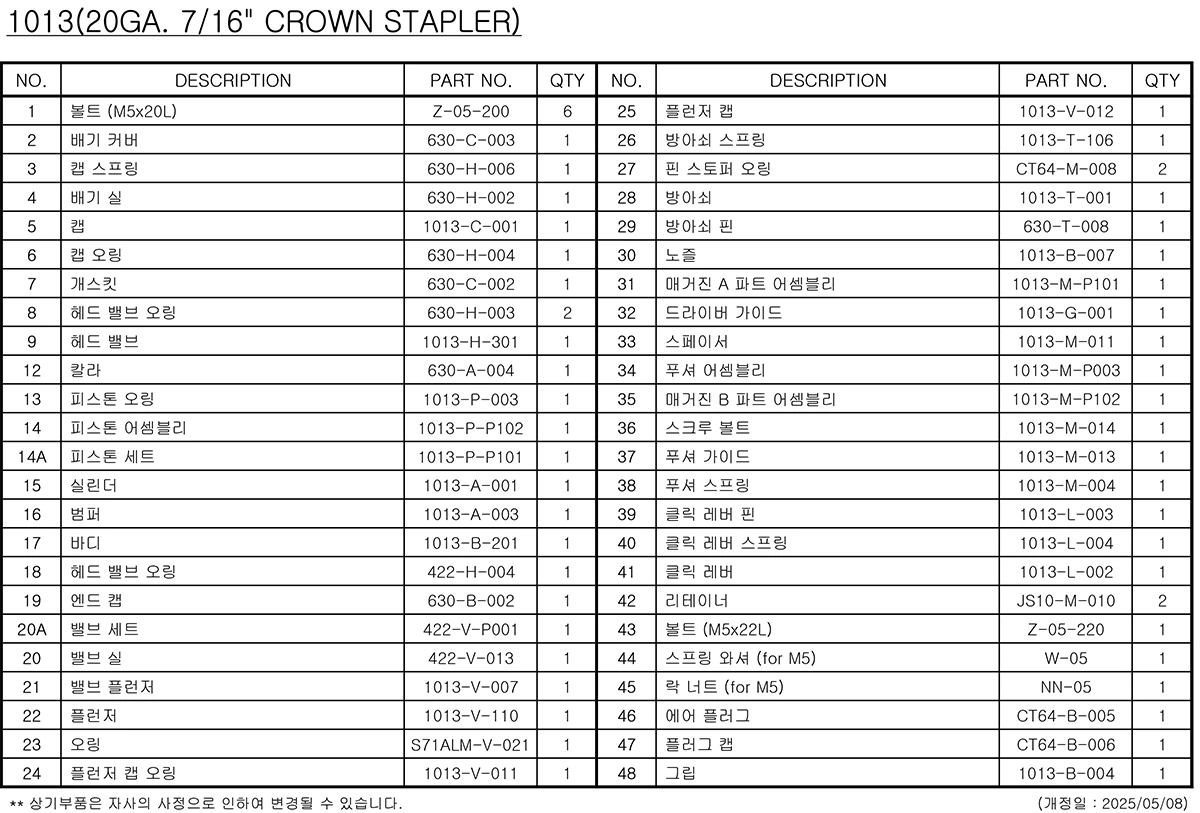 1013(20GA. 7/16" CROWN STAPLER)
NO. DESCRIPTION PART NO. QTY NO. DESCRIPTION PART NO. QTY
1 볼트 (M5x20L) Z-05-200 6 25 플런저 캡 1013-V-012 1
2 배기 커버 630-C-003 1 26 방아쇠 스프링 1013-T-106 1
3 캡 스프링 630-H-006 1 27 핀 스토퍼 오링 CT64-M-008 2
4 배기 실 630-H-002 1 28 방아쇠 1013-T-001 1
5 캡 1013-C-001 1 29 방아쇠 핀 630-T-008 1
6 캡 오링 630-H-004 1 30 노즐 1013-B-007 1
7 개스킷 630-C-002 1 31 매거진 A 파트 어셈블리 1013-M-P101 1
8 헤드 밸브 오링 630-H-003 2 32 드라이버 가이드 1013-G-001 1
9 헤드 밸브 1013-H-301 1 33 스페이서 1013-M-011 1
12 칼라 630-A-004 1 34 푸셔 어셈블리 1013-M-P003 1
13 피스톤 오링 1013-P-003 1 35 매거진 B 파트 어셈블리 1013-M-P102 1
14 피스톤 어셈블리 1013-P-P102 1 36 스크루 볼트 1013-M-014 1
14A 피스톤 세트 1013-P-P101 1 37 푸셔 가이드 1013-M-013 1
15 실린더 1013-A-001 1 38 푸셔 스프링 1013-M-004 1
16 범퍼 1013-A-003 1 39 클릭 레버 핀 1013-L-003 1
17 바디 1013-B-201 1 40 클릭 레버 스프링 1013-L-004 1
18 헤드 밸브 오링 422-H-004 1 41 클릭 레버 1013-L-002 1
19 엔드 캡 630-B-002 1 42 리테이너 JS10-M-010 2
20A 밸브 세트 422-V-P001 1 43 볼트 (M5x22L) Z-05-220 1
20 밸브 실 422-V-013 1 44 스프링 와셔 (for M5) W-05 1
21 밸브 플런저 1013-V-007 1 45 락 너트 (for M5) NN-05 1
22 플런저 1013-V-110 1 46 에어 플러그 CT64-B-005 1
23 오링 S71ALM-V-021 1 47 플러그 캡 CT64-B-006 1
24 플런저 캡 오링 1013-V-011 1 48 그립 1013-B-004 1
** 상기부품은 자사의 사정으로 인하여 변경될 수 있습니다. (개정일 : 2025/05/08)